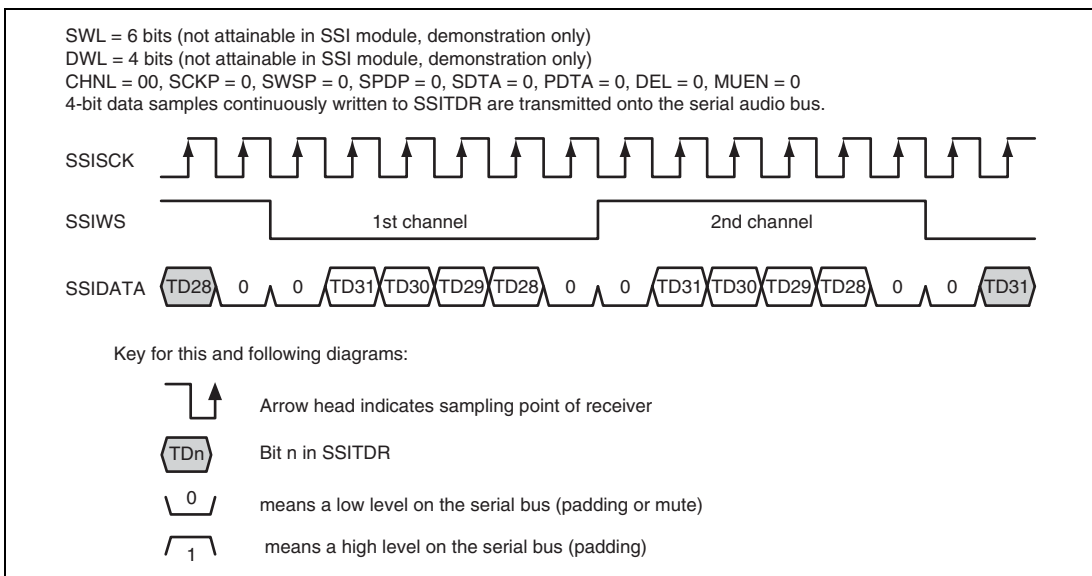 SWL = 6 bits (not attainable in SSI module, demonstration only)
DWL = 4 bits (not attainable in SSI module, demonstration only)
CHNL = 00, SCKP = 0, SWSP = 0, SPDP = 0, SDTA = 0, PDTA = 0, DEL = 0, MUEN = 0
4-bit data samples continuously written to SSITDR are transmitted onto the serial audio bus.
SSISCK
SSIWS 1st channel 2nd channel
SSIDATA TD28 0 0 TD31 TD30 TD29 TD28 0 0 TD31 TD30 TD29 TD28 0 0 TD31
Key for this and following diagrams:
Arrow head indicates sampling point of receiver
TDn Bit n in SSITDR
0 means a low level on the serial bus (padding or mute)
1 means a high level on the serial bus (padding)